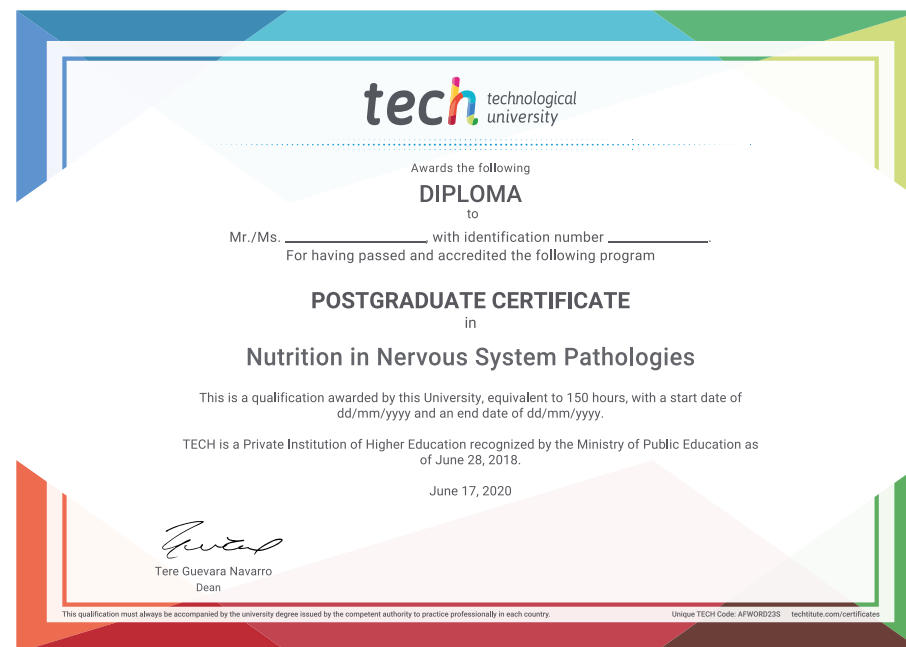 tech technological
university
Awards the following
DIPLOMA
to
Mr./Ms. ____________________, with identification number ______________.
For having passed and accredited the following program
POSTGRADUATE CERTIFICATE
in
Nutrition in Nervous System Pathologies
This is a qualification awarded by this University, equivalent to 150 hours, with a start date of
dd/mm/yyyy and an end date of dd/mm/yyyy.
TECH is a Private Institution of Higher Education recognized by the Ministry of Public Education as
of June 28, 2018.
June 17, 2020
Tere Guevara Navarro
Dean
This qualification must always be accompanied by the university degree issued by the competent authority to practice professionally in each country. Unique TECH Code: AFWORD23S techtitute.com/certificates